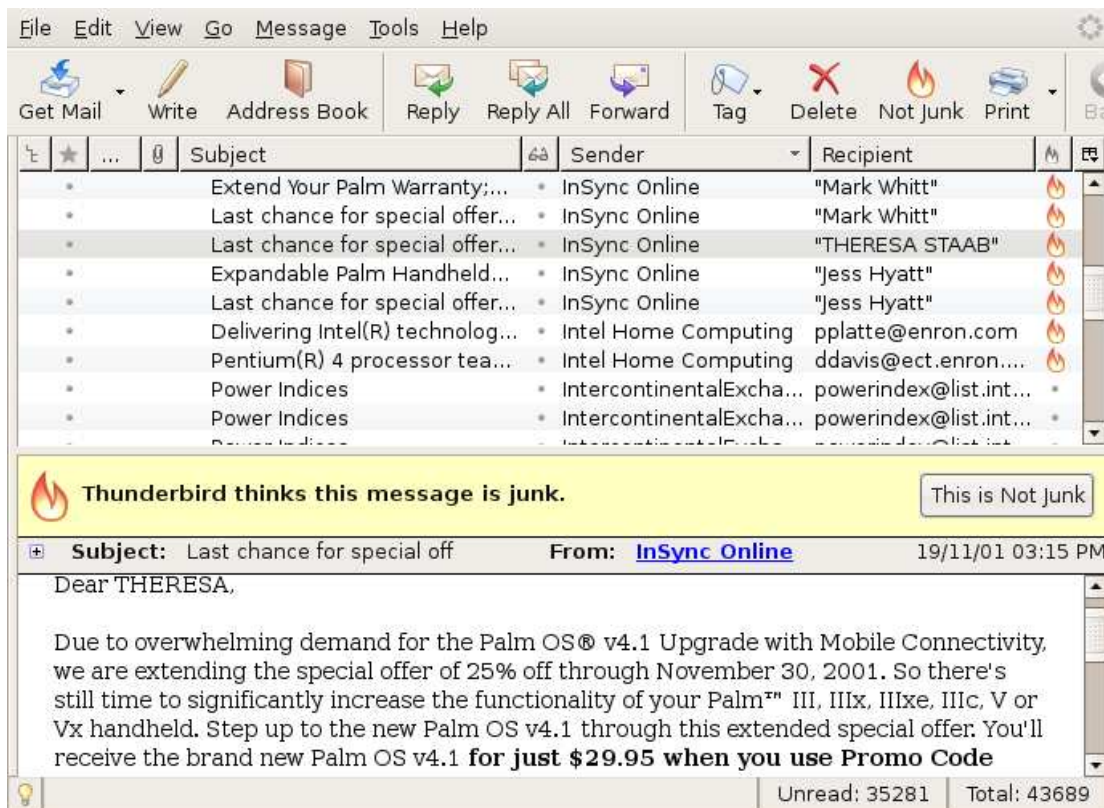 File Edit View Go Message Tools Help
Get Mail Write Address Book Reply Reply All Forward Tag Delete Not Junk Print
... Subject Sender Recipient
Extend Your Palm Warranty;... InSync Online "Mark Whitt"
Last chance for special offer... InSync Online "Mark Whitt"
Last chance for special offer... InSync Online "THERESA STAAB"
Expandable Palm Handheld... InSync Online "Jess Hyatt"
Last chance for special offer... InSync Online "Jess Hyatt"
Delivering Intel(R) technolog... Intel Home Computing pplatte@enron.com
Pentium(R) 4 processor tea... Intel Home Computing ddavis@ect.enron....
Power Indices IntercontinentalExcha... powerindex@list.int...
Power Indices IntercontinentalExcha... powerindex@list.int...
Thunderbird thinks this message is junk. This is Not Junk
Subject: Last chance for special off From: InSync Online 19/11/01 03:15 PM
Dear THERESA,
Due to overwhelming demand for the Palm OS® v4.1 Upgrade with Mobile Connectivity,
we are extending the special offer of 25% off through November 30, 2001. So there's
still time to significantly increase the functionality of your Palm™ III, IIIx, IIIxe, IIIc, V or
Vx handheld. Step up to the new Palm OS v4.1 through this extended special offer. You'll
receive the brand new Palm OS v4.1 for just $29.95 when you use Promo Code
Unread: 35281 Total: 43689